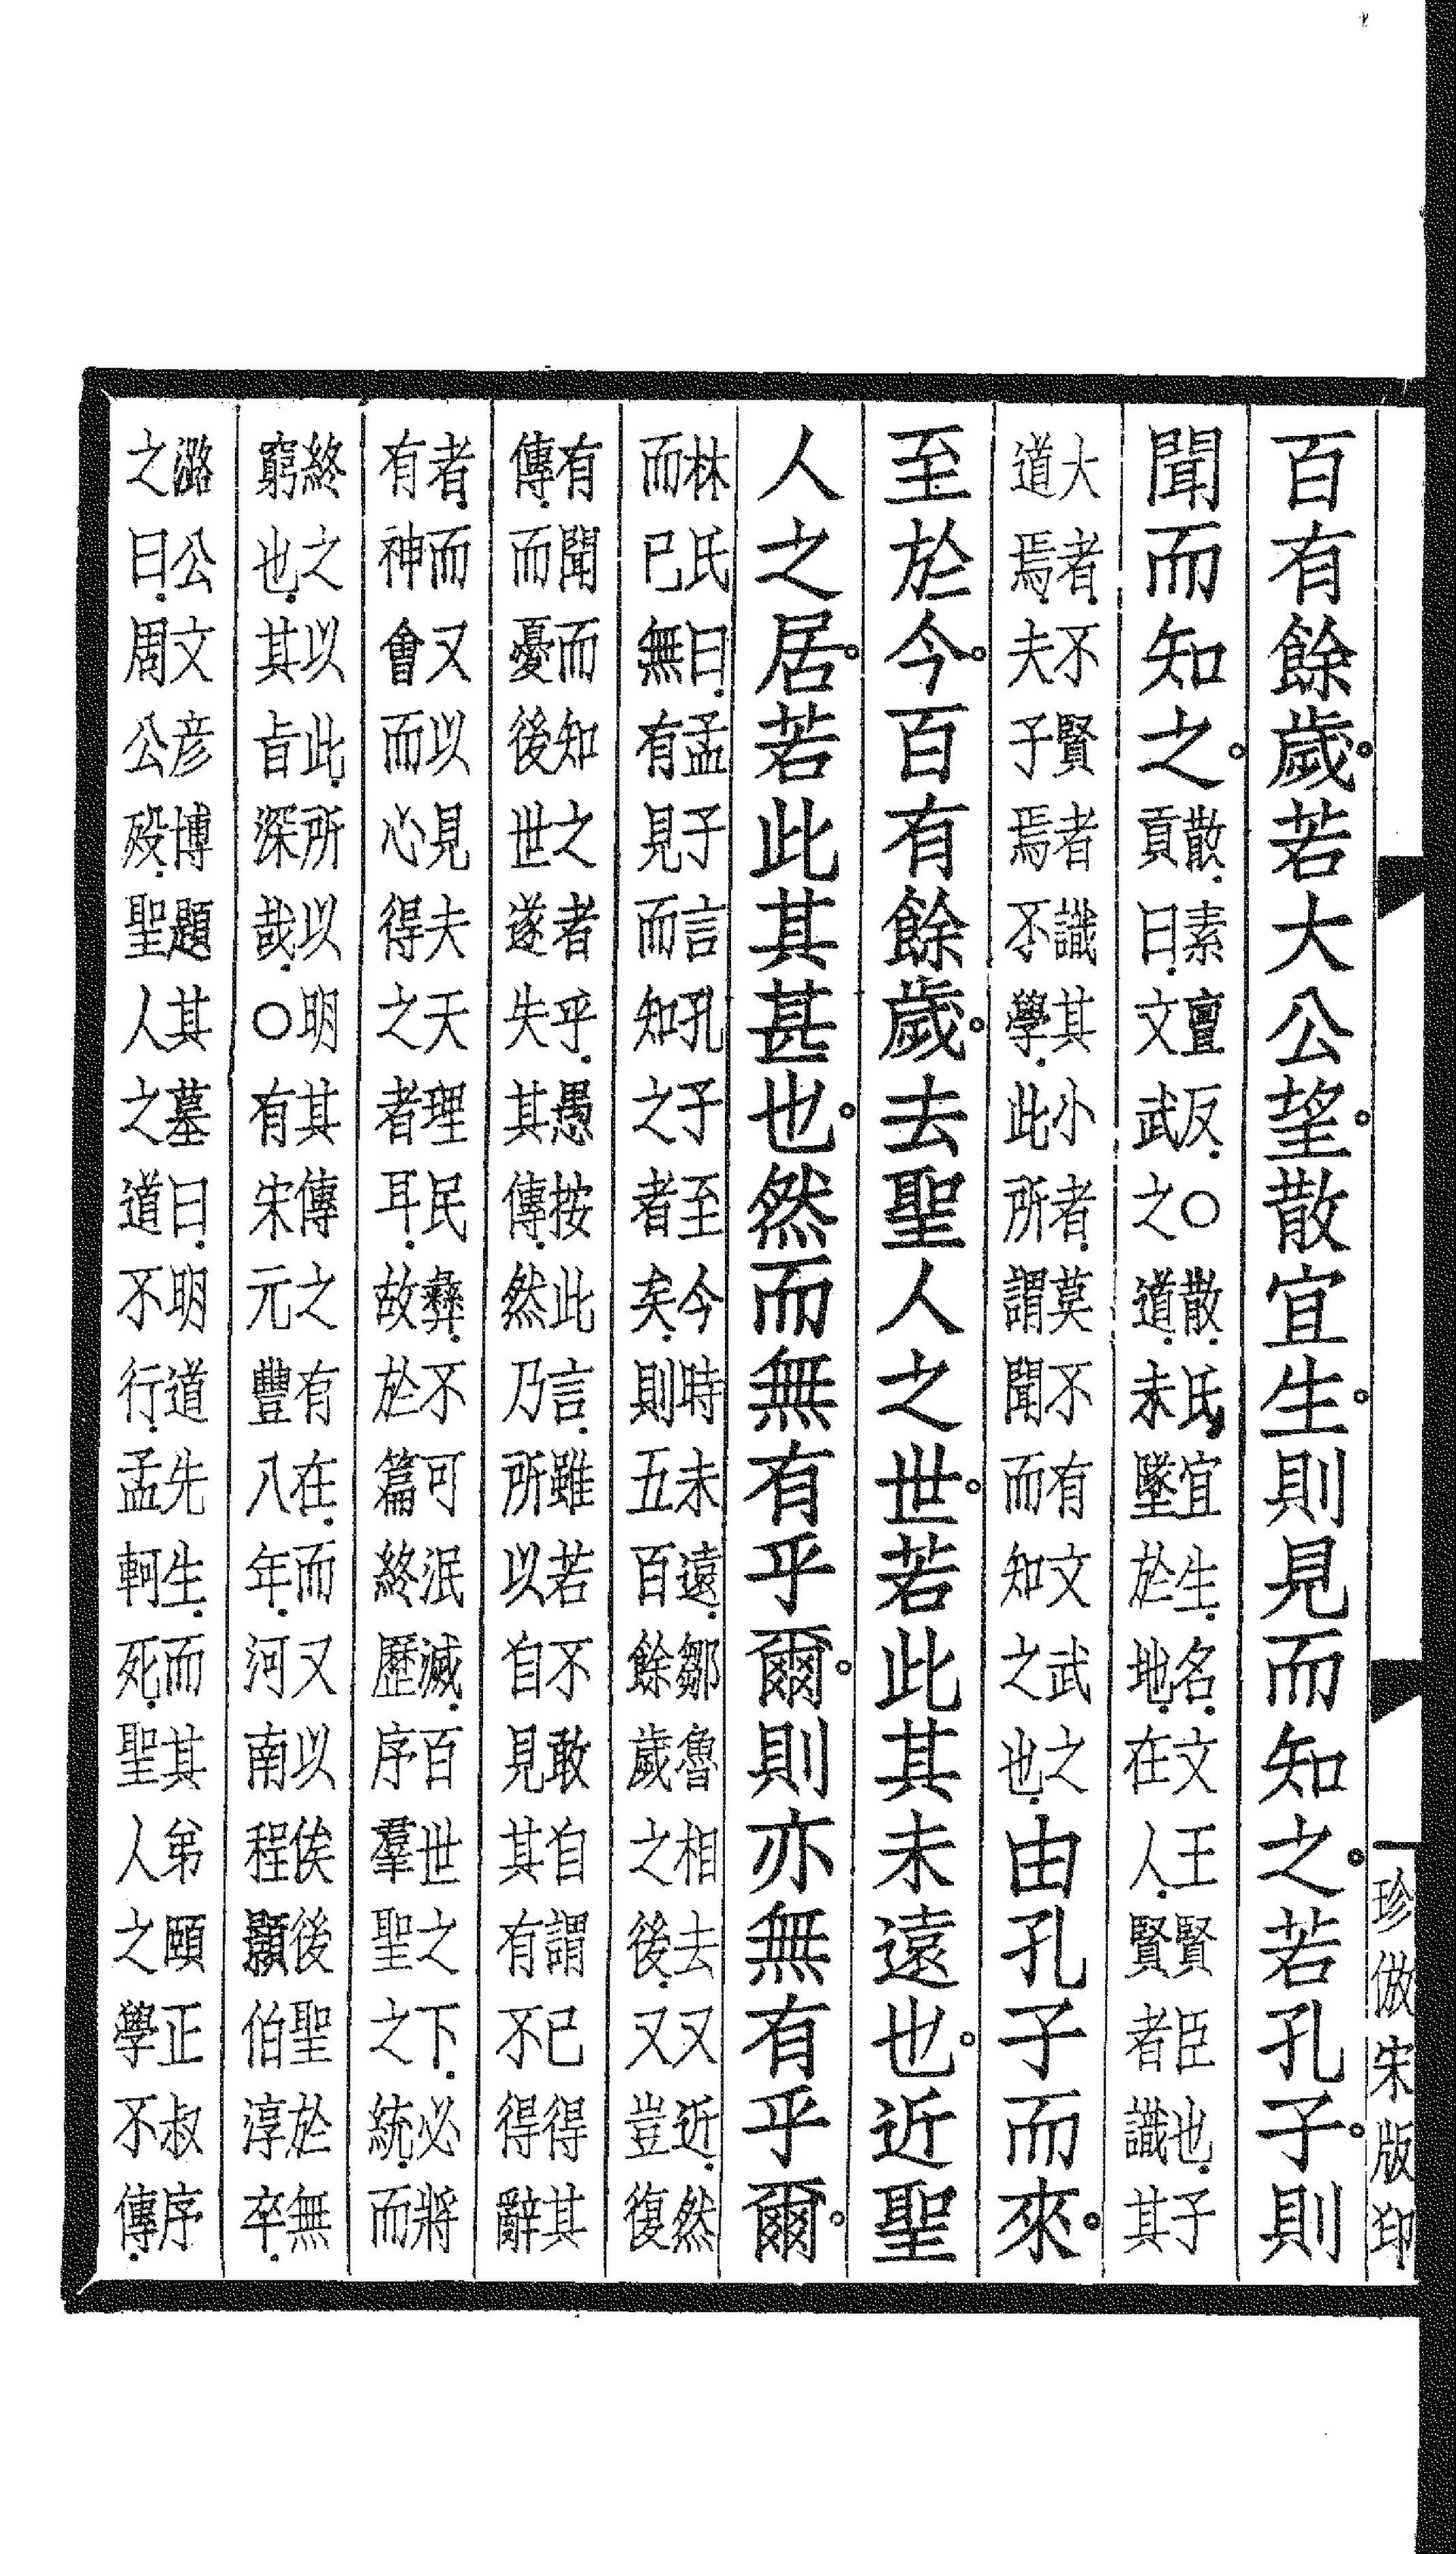 百有餘歲。若大公望。散宜生。則見而知之。若孔子。則
聞而知之。散.素亶反.○散.氏.宜生.名.文王賢臣也.子
貢曰.文武之道.未墜於地.在人.賢者識其
大者.不賢者識其小者.莫不有文武之
道焉.夫子焉不學.此所謂聞而知之也.由孔子而來。
至於今。百有餘歲。去聖人之世。若此其未遠也。近聖
人之居。若此其甚也。然而無有乎爾。則亦無有乎爾。
林氏曰.孟子言孔子至今時未遠.鄒魯相去又近.然
而已無有見而知之者矣.則五百餘歲之後.又豈復
有聞而知之者乎.愚按此言.雖若不敢自謂已得其
傳.而憂後世遂失其傳.然乃所以自見其有不得辭
者.而又以見夫天理民彝.不可泯滅.百世之下.必將
有神會而心得之者耳.故於篇終.歷序羣聖之統.而
終之以此.所以明其傳之有在.而又以俟後聖於無
窮也.其旨深哉.○有宋元豐八年.河南程顥伯淳卒.
潞公文彦博題其墓曰.明道先生.而其弟頤正叔序
之曰.周公殁.聖人之道不行.孟軻死.聖人之學不傳.
珍倣宋版印